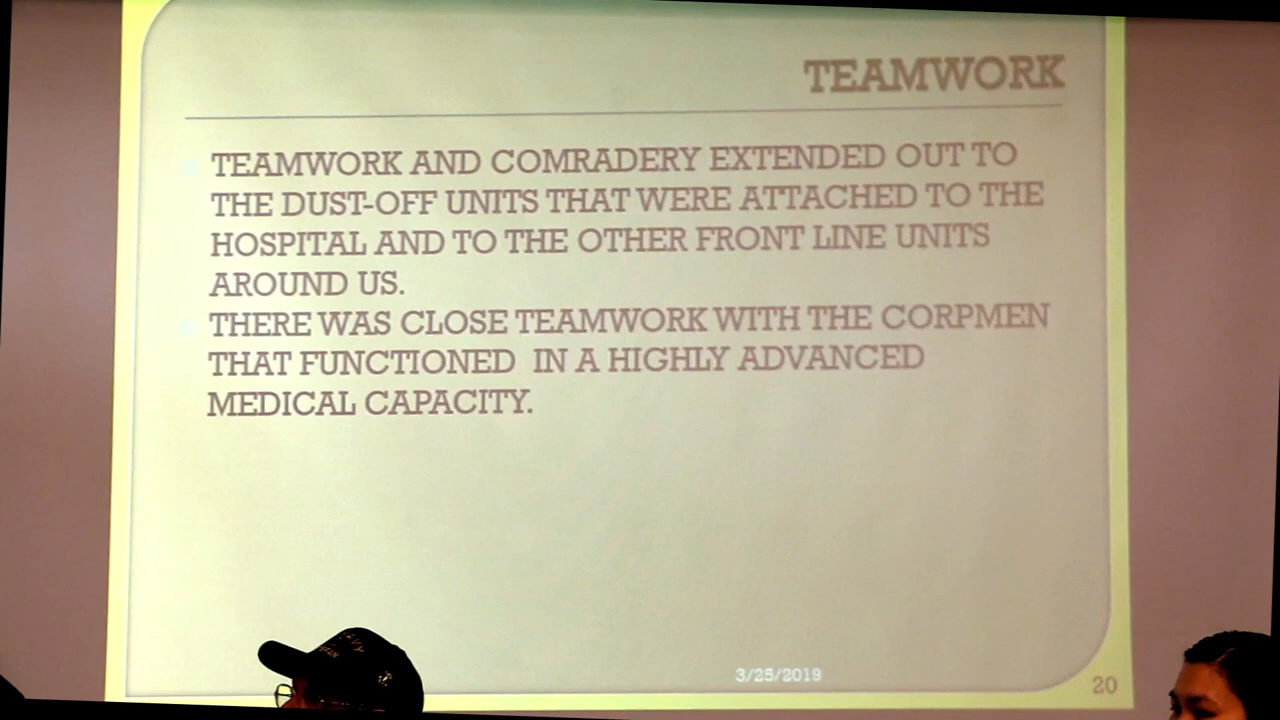 TEAMWORK
TEAMWORK AND COMRADERY EXTENDED OUT TO
THE DUST-OFF UNITS THAT WERE ATTACHED TO THE
HOSPITAL AND TO THE OTHER FRONT LINE UNITS
AROUND US.
THERE WAS CLOSE TEAMWORK WITH THE CORPMEN
THAT FUNCTIONED IN A HIGHLY ADVANCED
MEDICAL CAPACITY.
3/25/2019
20